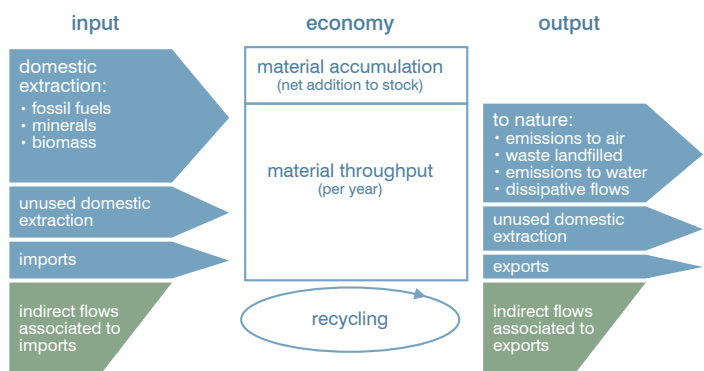 input
economy
output
domestic
extraction:
• fossil fuels
• minerals
• biomass
unused domestic
extraction
imports
indirect flows
associated to
imports
material accumulation
(net addition to stock)
material throughput
(per year)
recycling
to nature:
• emissions to air
• waste landfilled
• emissions to water
• dissipative flows
unused domestic
extraction
exports
indirect flows
associated to
exports